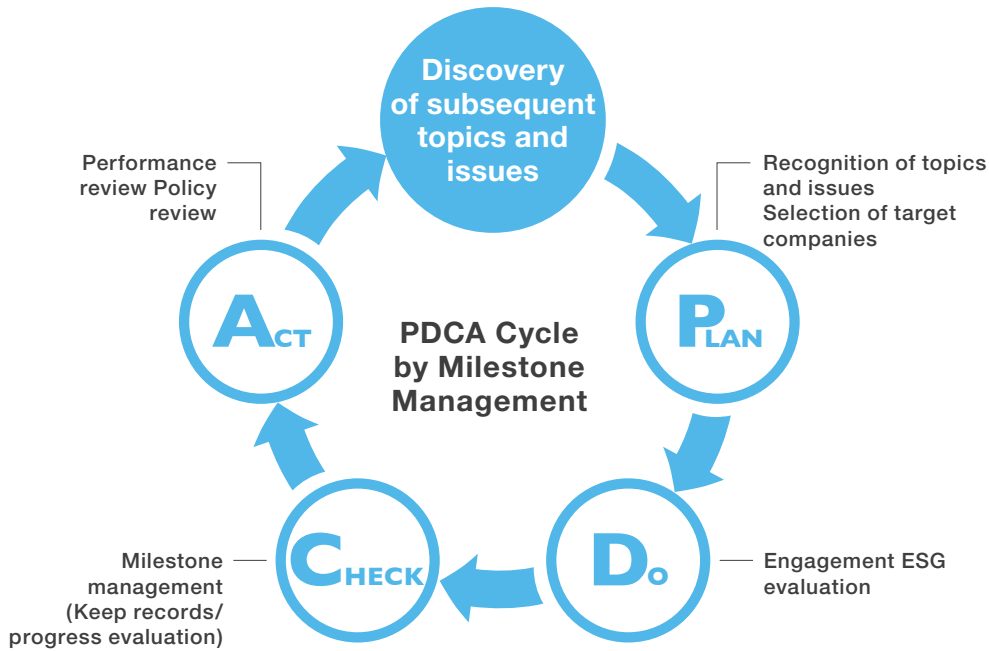 Discovery
of subsequent
topics and
issues
Recognition of topics
and issues
Selection of target
companies
PLAN
Engagement ESG
evaluation
DO
Milestone
management
(Keep records/
progress evaluation)
CHECK
Performance
review Policy
review
ACT
PDCA Cycle
by Milestone
Management